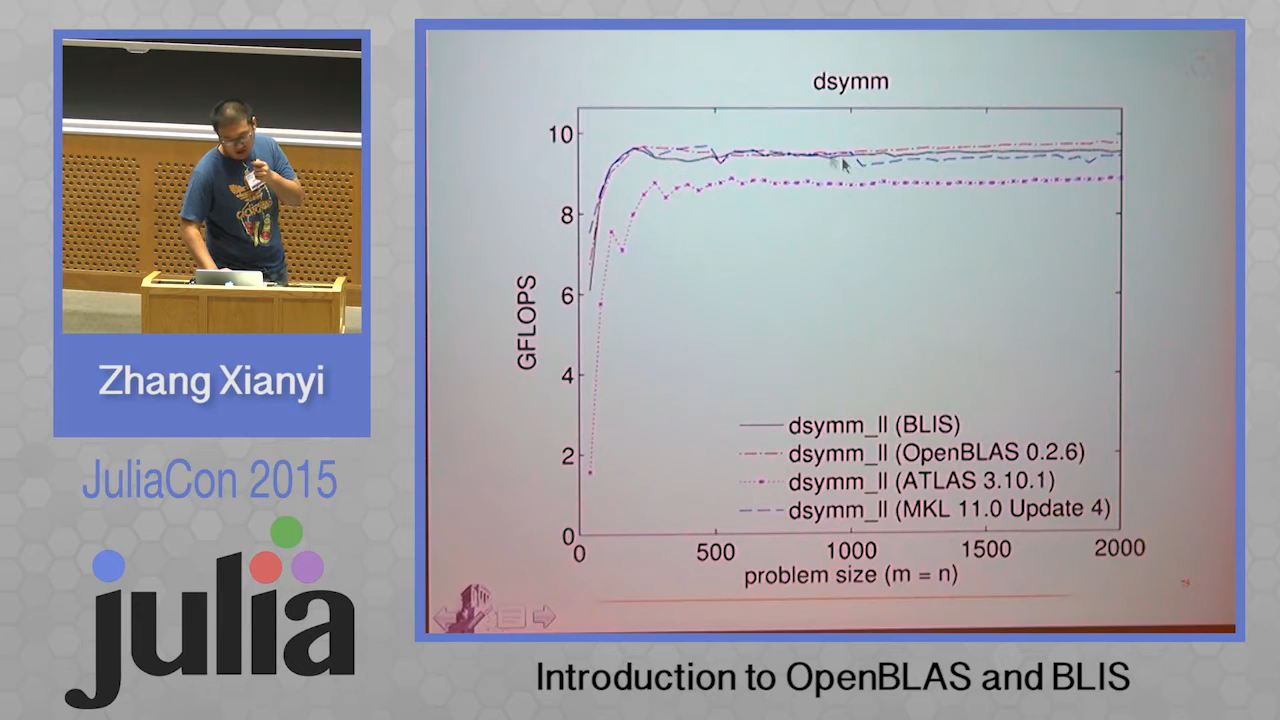 Zhang Xianyi
JuliaCon 2015
julia
dsymm
10
8
6
4
2
0
GFLOPS
dsymm_ll (BLIS)
dsymm_ll (OpenBLAS 0.2.6)
dsymm_ll (ATLAS 3.10.1)
dsymm_ll (MKL 11.0 Update 4)
0 500 1000 1500 2000
problem size (m = n)
75
Introduction to OpenBLAS and BLIS